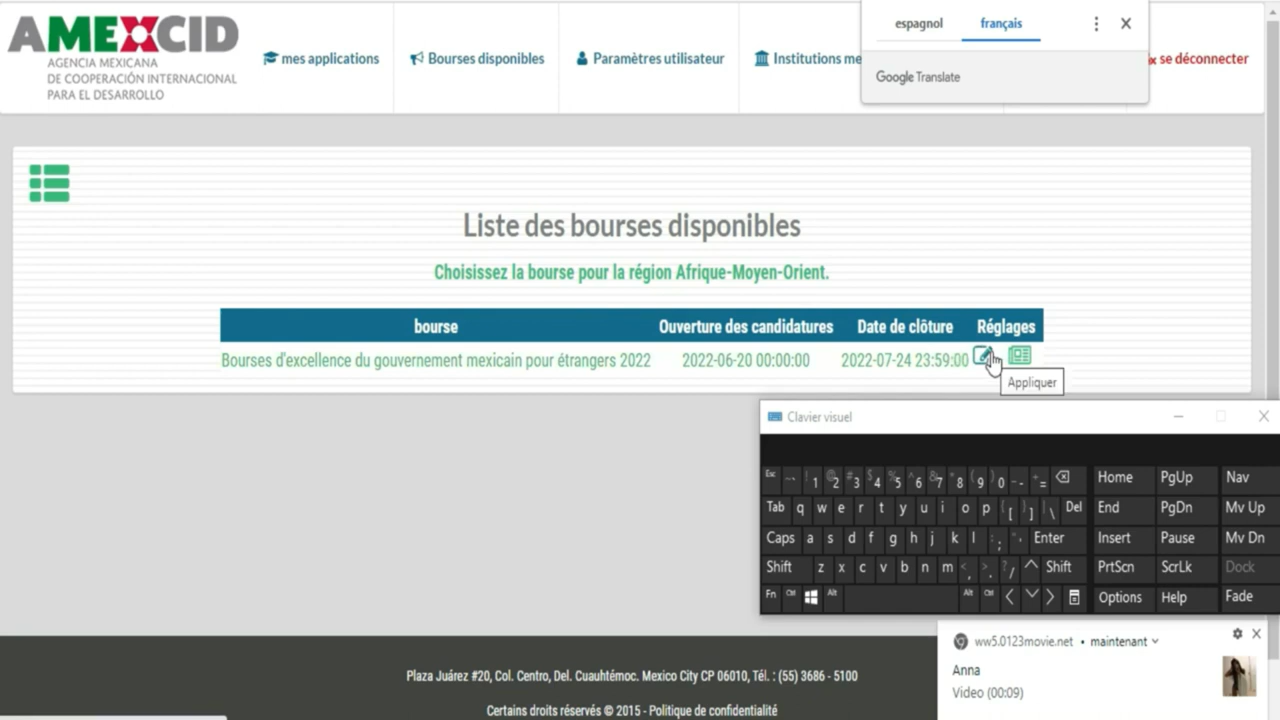 AMEXCID
AGENCIA MEXICANA
DE COOPERACIÓN INTERNACIONAL
PARA EL DESARROLLO
mes applications
Bourses disponibles
Paramètres utilisateur
Institutions me
se déconnecter
espagnol
français
Google Translate
Liste des bourses disponibles
Choisissez la bourse pour la région Afrique-Moyen-Orient.
bourse Ouverture des candidatures Date de clôture Réglages
Bourses d'excellence du gouvernement mexicain pour étrangers 2022 2022-06-20 00:00:00 2022-07-24 23:59:00
Appliquer
Clavier visuel
Esc ~` ! 1 @ 2 # 3 $ 4 % 5 ^ 6 & 7 * 8 ( 9 ) 0 _ - + = Home PgUp Nav
Tab q w e r t y u i o p { [ } ] | \ Del End PgDn Mv Up
Caps a s d f g h j k l : ; " ' Enter Insert Pause Mv Dn
Shift z x c v b n m < , > . ? / Shift PrtScn ScrLk Dock
Fn Ctrl Alt Alt Ctrl Options Help Fade
ww5.0123movie.net • maintenant
Anna
Video (00:09)
Plaza Juárez #20, Col. Centro, Del. Cuauhtémoc. Mexico City CP 06010, Tél. : (55) 3686 - 5100
Certains droits réservés © 2015 - Politique de confidentialité